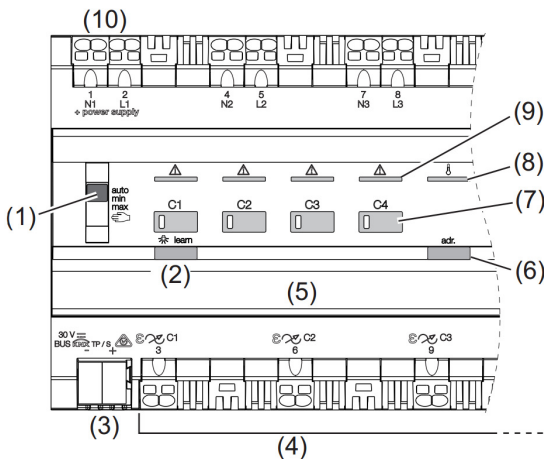 (10)
1 2 4 5 7 8
N1 L1 N2 L2 N3 L3
+ power supply
(9)
(8)
(1)
auto
min
max
C1 C2 C3 C4
(7)
learn
adr.
(2)
(6)
(5)
30 V
BUS TP / S
- +
C1 C2 C3
3 6 9
(3)
(4)